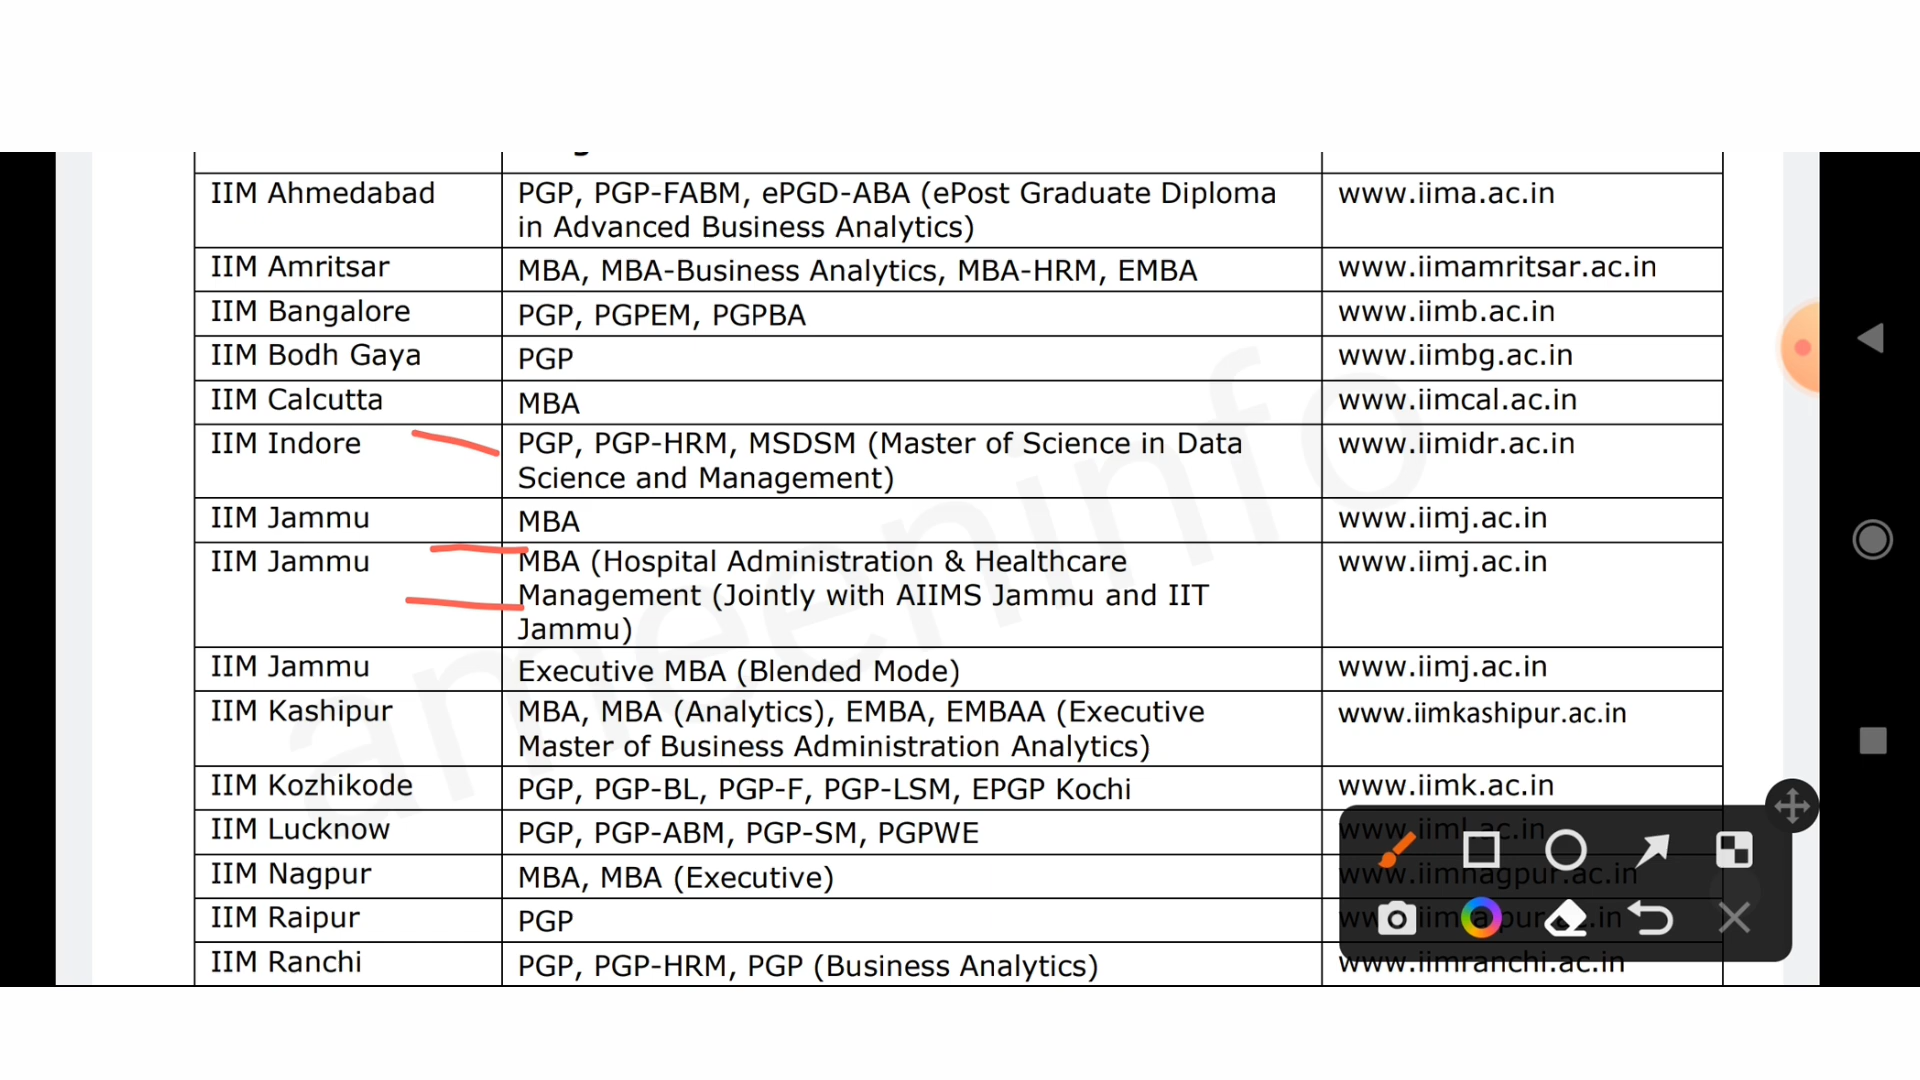 IIM Ahmedabad PGP, PGP-FABM, ePGD-ABA (ePost Graduate Diploma www.iima.ac.in
in Advanced Business Analytics)
IIM Amritsar MBA, MBA-Business Analytics, MBA-HRM, EMBA www.iimamritsar.ac.in
IIM Bangalore PGP, PGPEM, PGPBA www.iimb.ac.in
IIM Bodh Gaya PGP www.iimbg.ac.in
IIM Calcutta MBA www.iimcal.ac.in
IIM Indore PGP, PGP-HRM, MSDSM (Master of Science in Data www.iimidr.ac.in
Science and Management)
IIM Jammu MBA www.iimj.ac.in
IIM Jammu MBA (Hospital Administration & Healthcare www.iimj.ac.in
Management (Jointly with AIIMS Jammu and IIT
Jammu)
IIM Jammu Executive MBA (Blended Mode) www.iimj.ac.in
IIM Kashipur MBA, MBA (Analytics), EMBA, EMBAA (Executive www.iimkashipur.ac.in
Master of Business Administration Analytics)
IIM Kozhikode PGP, PGP-BL, PGP-F, PGP-LSM, EPGP Kochi www.iimk.ac.in
IIM Lucknow PGP, PGP-ABM, PGP-SM, PGPWE www.iiml.ac.in
IIM Nagpur MBA, MBA (Executive) www.iimnagpur.ac.in
IIM Raipur PGP
IIM Ranchi PGP, PGP-HRM, PGP (Business Analytics) www.iimranchi.ac.in
ameeninfo